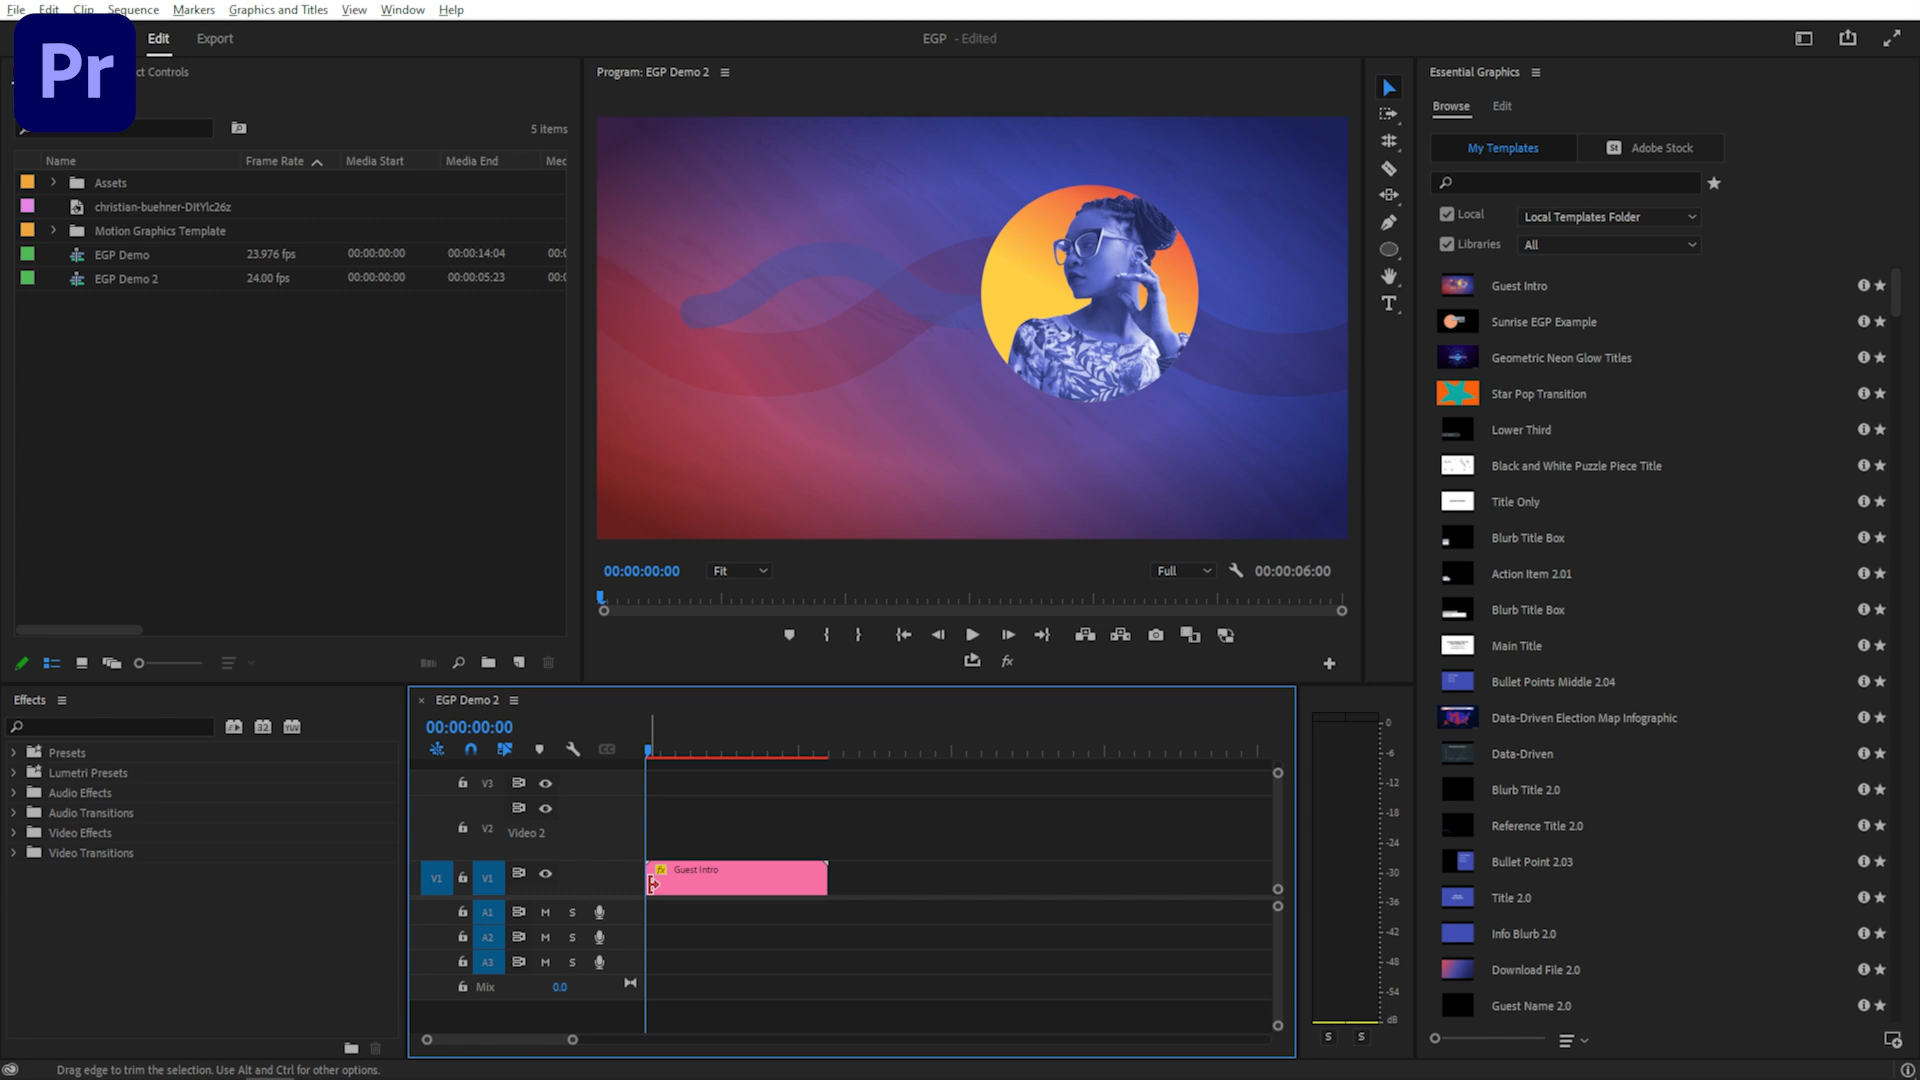 File Edit Clip Sequence Markers Graphics and Titles View Window Help
Pr
Edit Export
EGP - Edited
ct Controls
5 items
Name Frame Rate Media Start Media End Med
Assets
christian-buehner-DItYlc26z
Motion Graphics Template
EGP Demo 23.976 fps 00:00:00:00 00:00:14:04 00:0
EGP Demo 2 24.00 fps 00:00:00:00 00:00:05:23 00:0
Program: EGP Demo 2
00:00:00:00 Fit Full 00:00:06:00
fx
T
Essential Graphics
Browse Edit
My Templates St Adobe Stock
Local Local Templates Folder
Libraries All
Guest Intro
Sunrise EGP Example
Geometric Neon Glow Titles
Star Pop Transition
Lower Third
Black and White Puzzle Piece Title
Title Only
Blurb Title Box
Action Item 2.01
Blurb Title Box
Main Title
Bullet Points Middle 2.04
Data-Driven Election Map Infographic
Data-Driven
Blurb Title 2.0
Reference Title 2.0
Bullet Point 2.03
Title 2.0
Info Blurb 2.0
Download File 2.0
Guest Name 2.0
Effects
32 YUV
Presets
Lumetri Presets
Audio Effects
Audio Transitions
Video Effects
Video Transitions
× EGP Demo 2
00:00:00:00
CC
V3
V2 Video 2
V1 V1 fx Guest Intro
A1 M S
A2 M S
A3 M S
Mix 0.0
0
-6
-12
-18
-24
-30
-36
-42
-48
-54
dB
S S
Drag edge to trim the selection. Use Alt and Ctrl for other options.